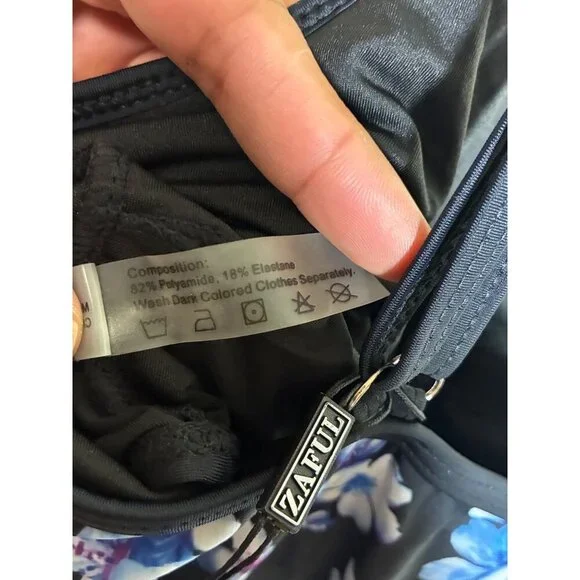 Composition:
82% Polyamide, 18% Elastane
Wash Dark Colored Clothes Separately.
M
ZAFUL